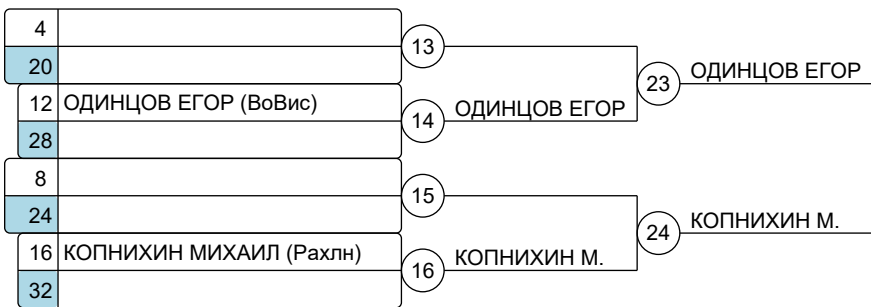 4
13
20
23 ОДИНЦОВ ЕГОР
12 ОДИНЦОВ ЕГОР (ВоВис)
14 ОДИНЦОВ ЕГОР
28
8
15
24
24 КОПНИХИН М.
16 КОПНИХИН МИХАИЛ (Рахлн)
16 КОПНИХИН М.
32